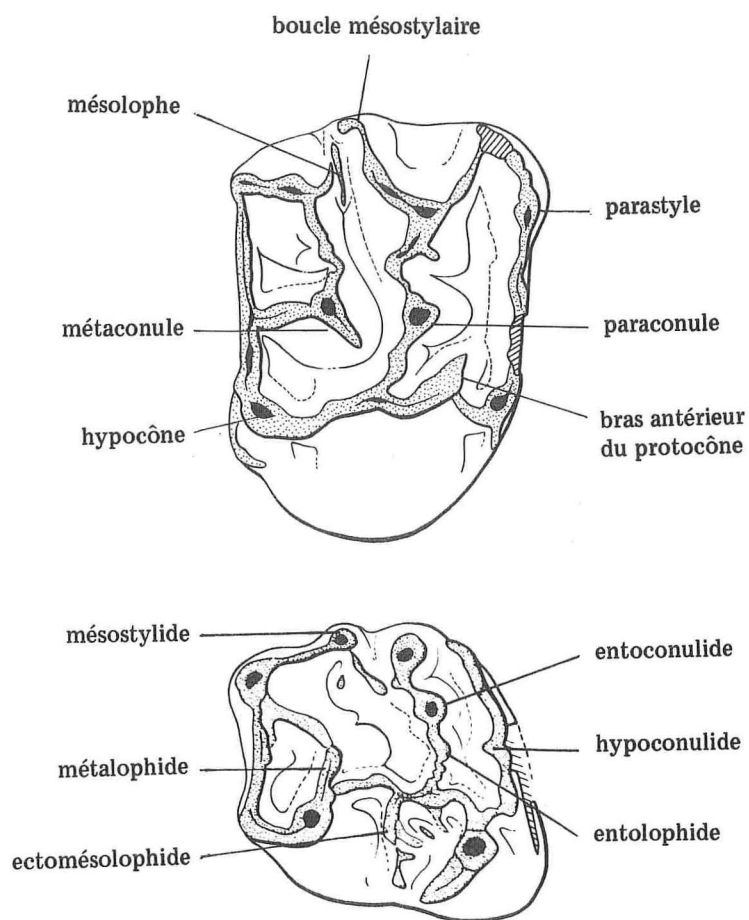 boucle mésostylaire
mésolophe
parastyle
métaconule
paraconule
hypocône
bras antérieur
du protocône
mésostylide
entoconulide
métalophide
hypoconulide
ectomésolophide
entolophide